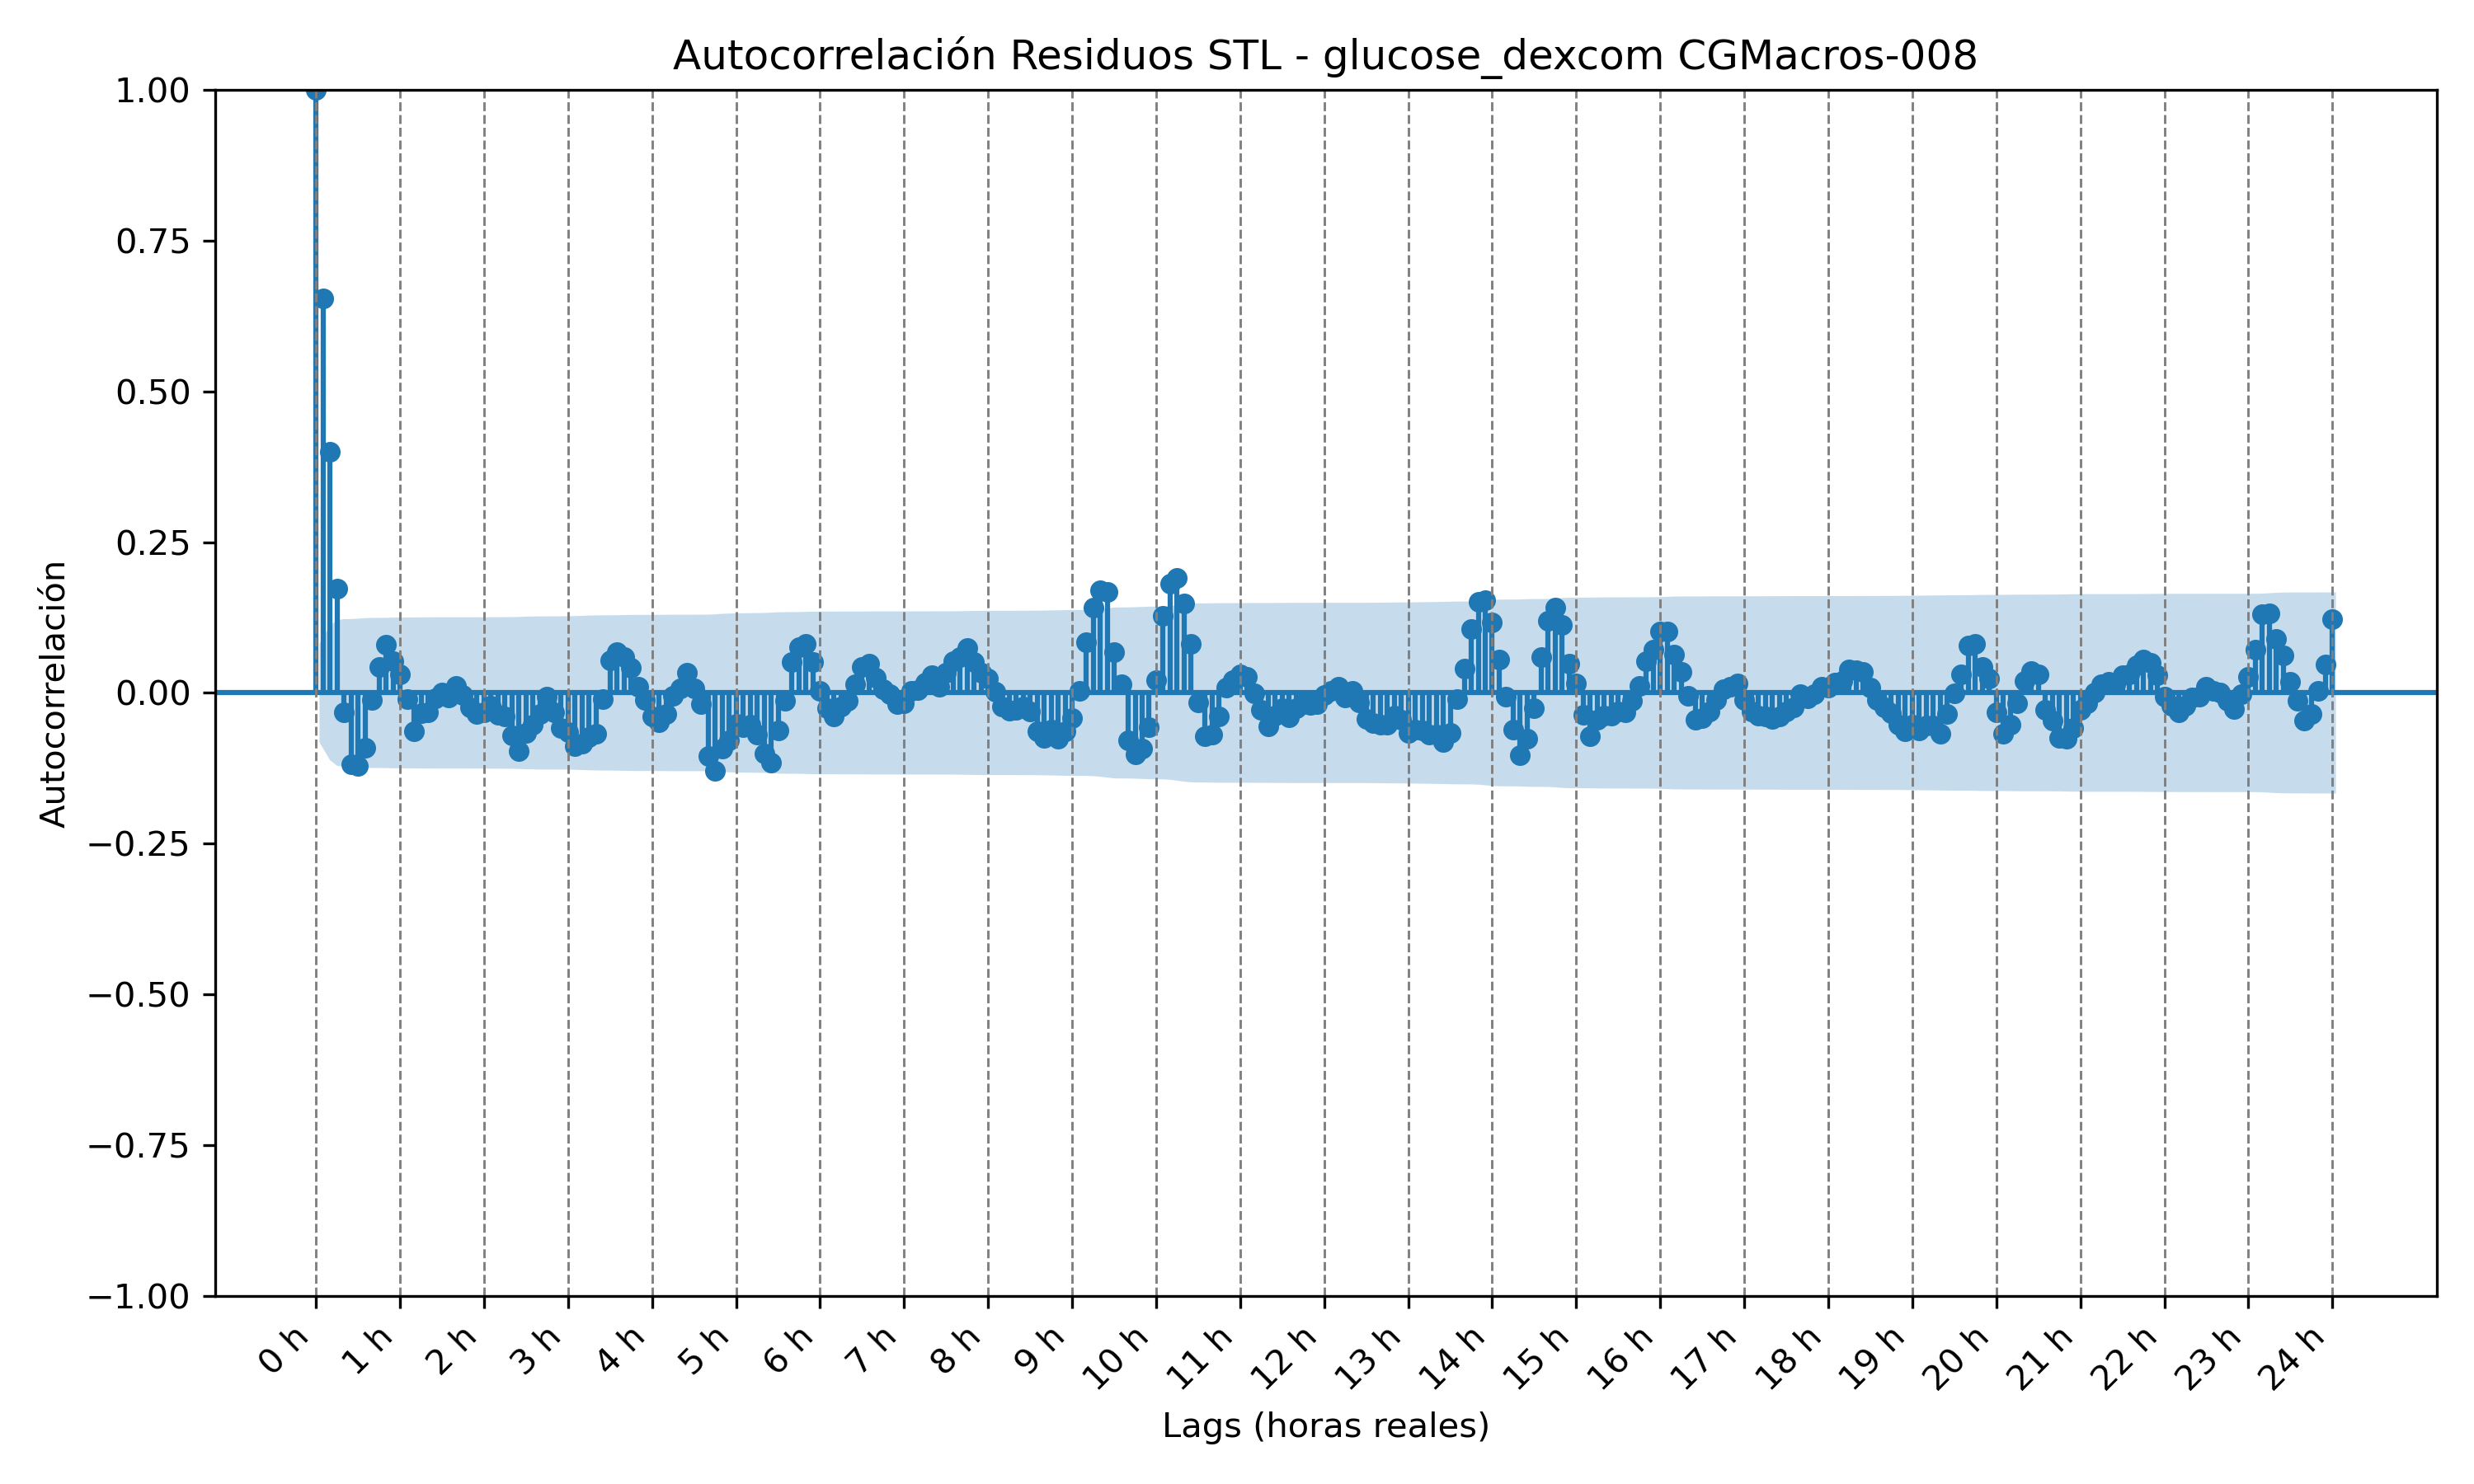 Autocorrelación Residuos STL - glucose_dexcom CGMacros-008
1.00
0.75
0.50
0.25
0.00
−0.25
−0.50
−0.75
−1.00
Autocorrelación
0 h
1 h
2 h
3 h
4 h
5 h
6 h
7 h
8 h
9 h
10 h
11 h
12 h
13 h
14 h
15 h
16 h
17 h
18 h
19 h
20 h
21 h
22 h
23 h
24 h
Lags (horas reales)